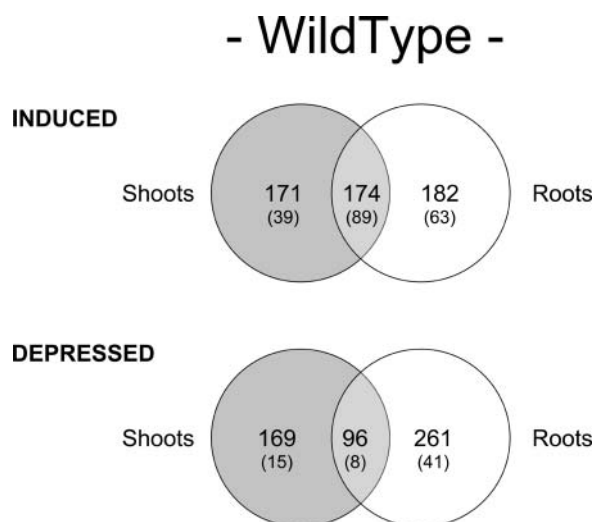 - WildType -
INDUCED
Shoots 171 174 182 Roots
(39) (89) (63)
DEPRESSED
Shoots 169 96 261 Roots
(15) (8) (41)